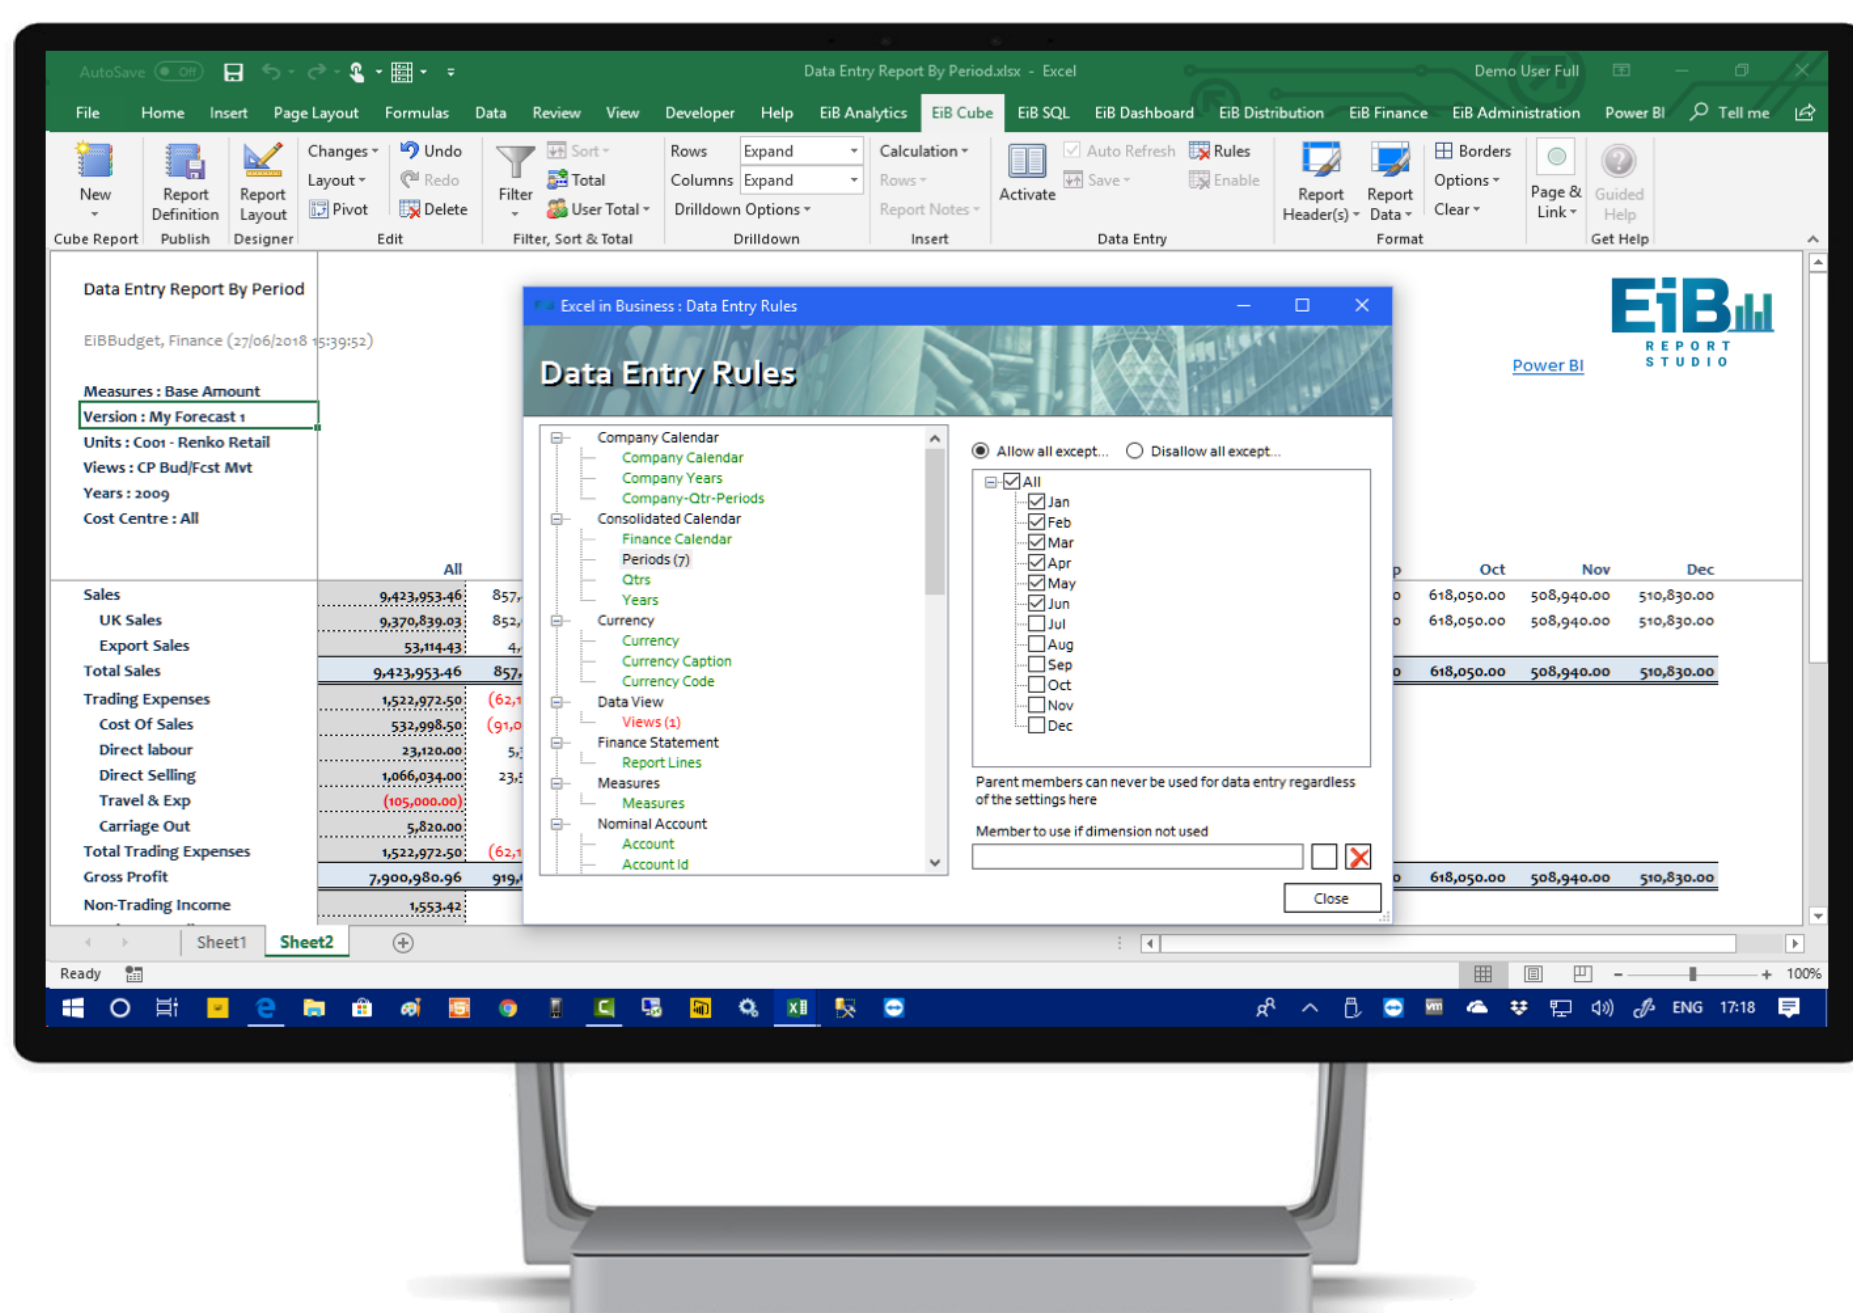 AutoSave Off
Data Entry Report By Period.xlsx - Excel
Demo User Full
File Home Insert Page Layout Formulas Data Review View Developer Help EiB Analytics EiB Cube EiB SQL EiB Dashboard EiB Distribution EiB Finance EiB Administration Power BI Tell me
Changes Undo Sort Rows Expand Calculation Auto Refresh Rules Borders
New Report Definition Report Layout Layout Redo Filter Total Columns Expand Rows Activate Save Enable Report Header(s) Report Data Options Page & Link Guided Help
Pivot Delete User Total Drilldown Options Report Notes Clear
Cube Report Publish Designer Edit Filter, Sort & Total Drilldown Insert Data Entry Format Get Help
Data Entry Report By Period
EiBBudget, Finance (27/06/2018 15:39:52)
Measures : Base Amount
Version : My Forecast 1
Units : C001 - Renko Retail
Views : CP Bud/Fcst Mvt
Years : 2009
Cost Centre : All
EiB
REPORT
STUDIO
Power BI
All Oct Nov Dec
Sales 9,423,953.46 618,050.00 508,940.00 510,830.00
UK Sales 9,370,839.03 618,050.00 508,940.00 510,830.00
Export Sales 53,114.43
Total Sales 9,423,953.46 618,050.00 508,940.00 510,830.00
Trading Expenses 1,522,972.50
Cost Of Sales 532,998.50
Direct labour 23,120.00
Direct Selling 1,066,034.00
Travel & Exp (105,000.00)
Carriage Out 5,820.00
Total Trading Expenses 1,522,972.50
Gross Profit 7,900,980.96 618,050.00 508,940.00 510,830.00
Non-Trading Income 1,553.42
Excel in Business : Data Entry Rules
Data Entry Rules
Company Calendar
Company Calendar
Company Years
Company-Qtr-Periods
Consolidated Calendar
Finance Calendar
Periods (7)
Qtrs
Years
Currency
Currency
Currency Caption
Currency Code
Data View
Views (1)
Finance Statement
Report Lines
Measures
Measures
Nominal Account
Account
Account Id
Allow all except... Disallow all except...
All
Jan
Feb
Mar
Apr
May
Jun
Jul
Aug
Sep
Oct
Nov
Dec
Parent members can never be used for data entry regardless
of the settings here
Member to use if dimension not used
Close
Sheet1 Sheet2
Ready
100%
ENG 17:18